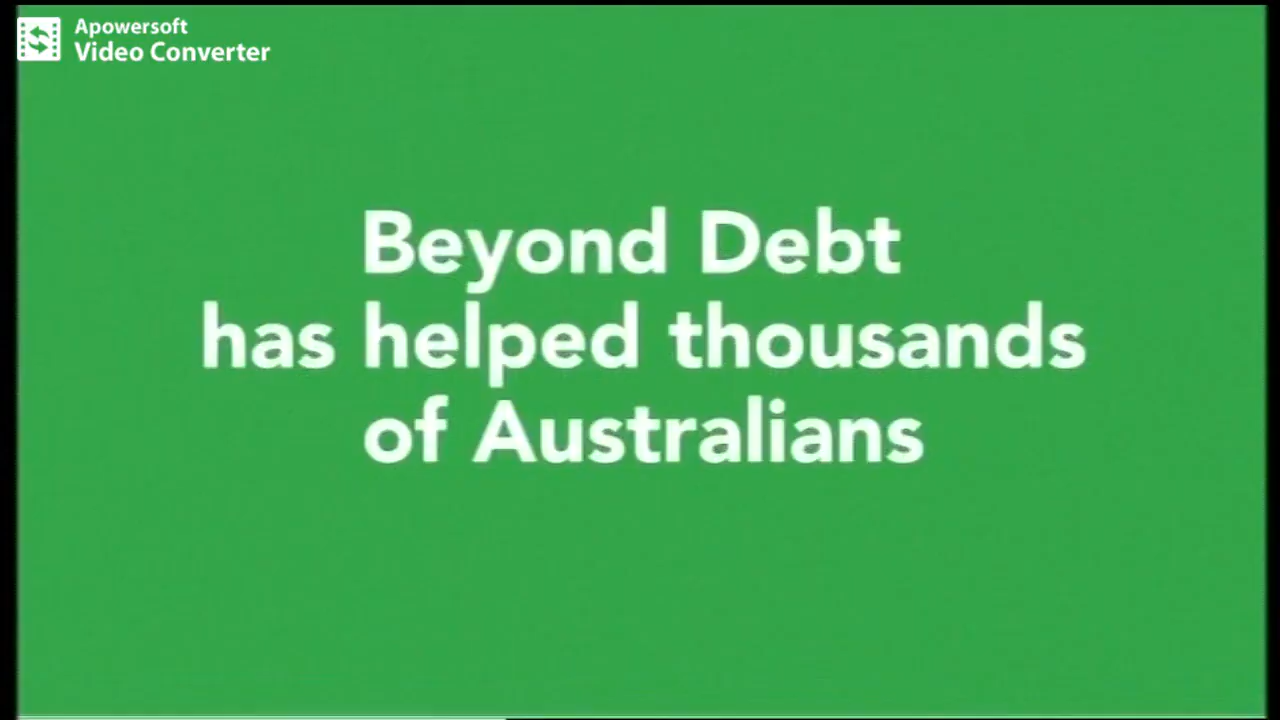 Apowersoft
Video Converter
Beyond Debt
has helped thousands
of Australians